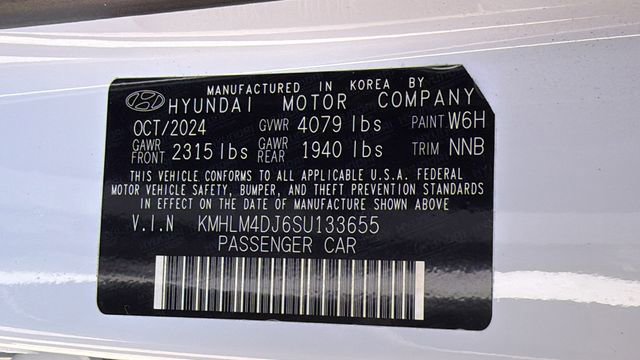 MANUFACTURED IN KOREA BY
HYUNDAI MOTOR COMPANY
OCT/2024 GVWR 4079 lbs PAINT W6H
GAWR FRONT 2315 lbs GAWR REAR 1940 lbs TRIM NNB
THIS VEHICLE CONFORMS TO ALL APPLICABLE U.S.A. FEDERAL
MOTOR VEHICLE SAFETY, BUMPER, AND THEFT PREVENTION STANDARDS
IN EFFECT ON THE DATE OF MANUFACTURE SHOWN ABOVE
V.I.N KMHLM4DJ6SU133655
PASSENGER CAR